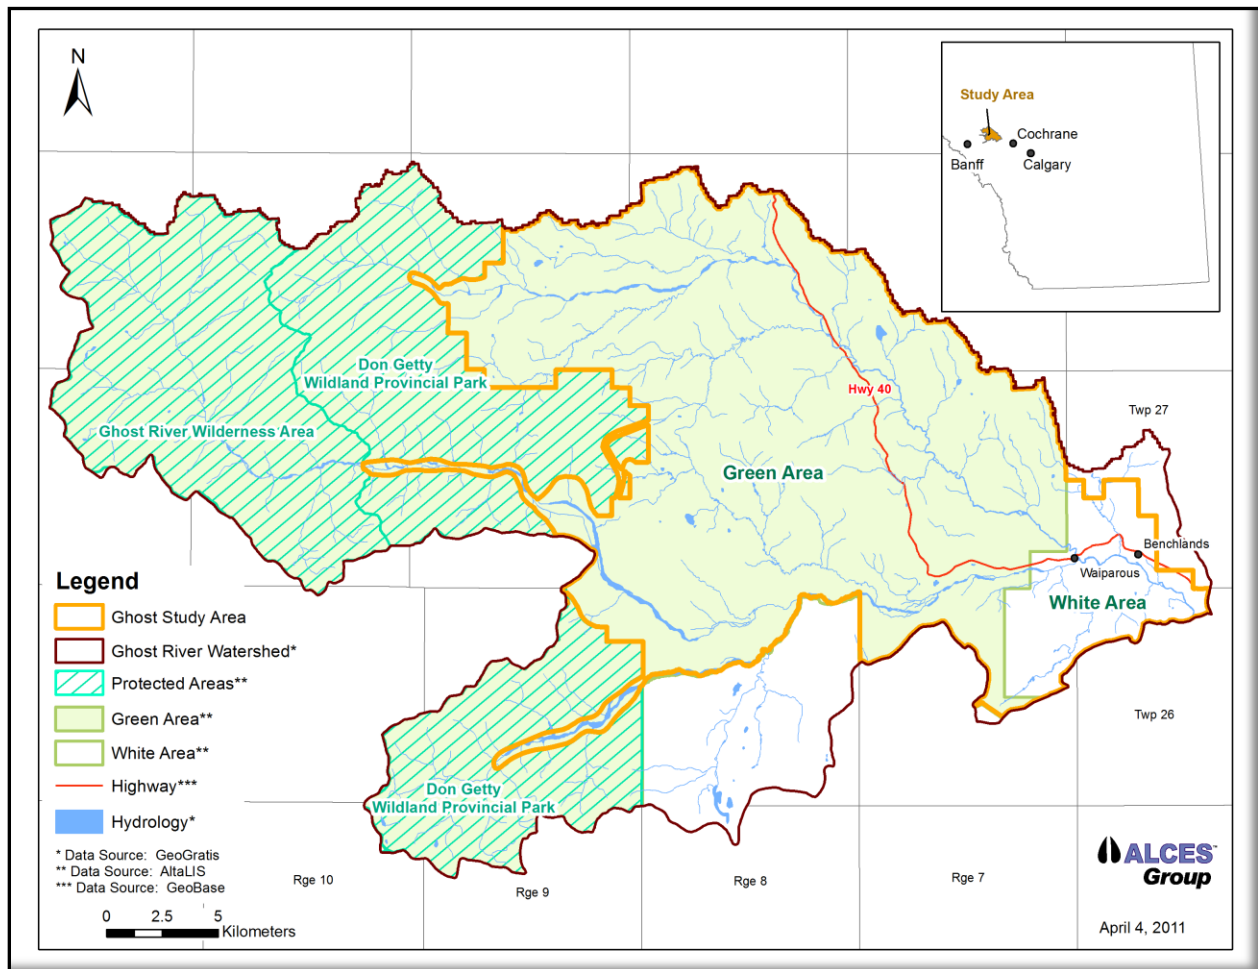 N
Study Area
Cochrane
Banff
Calgary
Don Getty
Wildland Provincial Park
Hwy 40
Twp 27
Ghost River Wilderness Area
Green Area
Benchlands
Waiparous
White Area
Twp 26
Don Getty
Wildland Provincial Park
Legend
Ghost Study Area
Ghost River Watershed*
Protected Areas**
Green Area**
White Area**
Highway***
Hydrology*
* Data Source: GeoGratis
** Data Source: AltaLIS
*** Data Source: GeoBase
0 2.5 5
Kilometers
Rge 10
Rge 9
Rge 8
Rge 7
ALCES™
Group
April 4, 2011